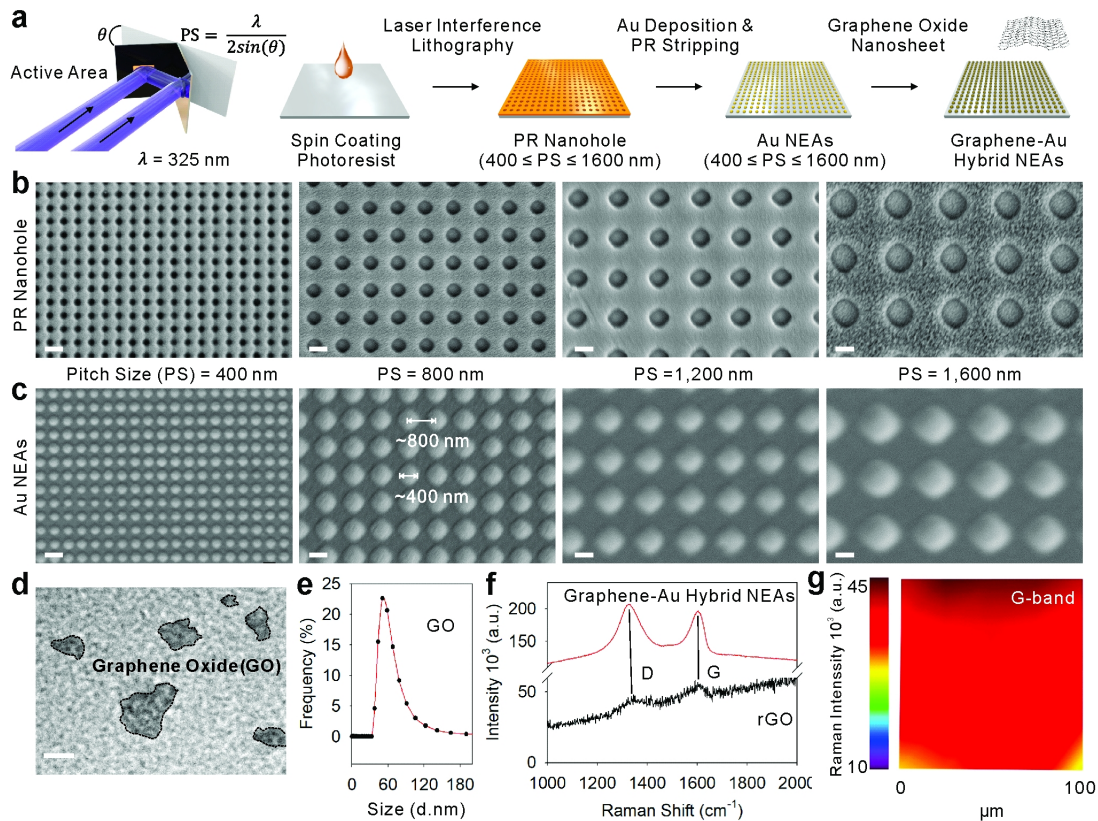 a
θ
PS = λ / 2sin(θ)
Active Area
λ = 325 nm
Spin Coating
Photoresist
Laser Interference
Lithography
PR Nanohole
(400 ≤ PS ≤ 1600 nm)
Au Deposition &
PR Stripping
Au NEAs
(400 ≤ PS ≤ 1600 nm)
Graphene Oxide
Nanosheet
Graphene-Au
Hybrid NEAs
b
PR Nanohole
Pitch Size (PS) = 400 nm
PS = 800 nm
PS =1,200 nm
PS = 1,600 nm
c
Au NEAs
~800 nm
~400 nm
d
Graphene Oxide(GO)
e
Frequency (%)
25
20
15
10
5
0
GO
0 60 120 180
Size (d.nm)
f
Intensity 10³ (a.u.)
200
150
50
0
Graphene-Au Hybrid NEAs
D
G
rGO
1000 1200 1400 1600 1800 2000
Raman Shift (cm⁻¹)
g
Raman Intenssity 10³ (a.u.)
45
10
G-band
0
100
µm